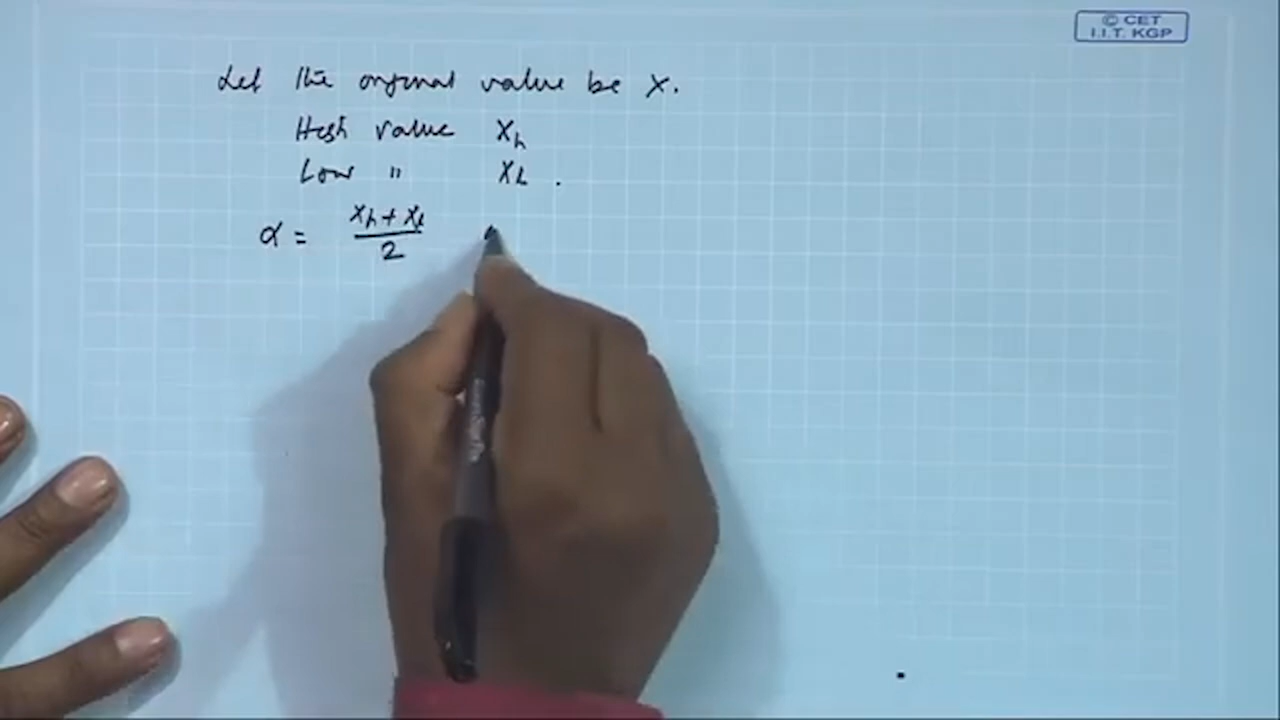 © CET
I.I.T. KGP
Let the original value be X.
High value X_h
Low " X_L .
α = (x_h + x_l) / 2